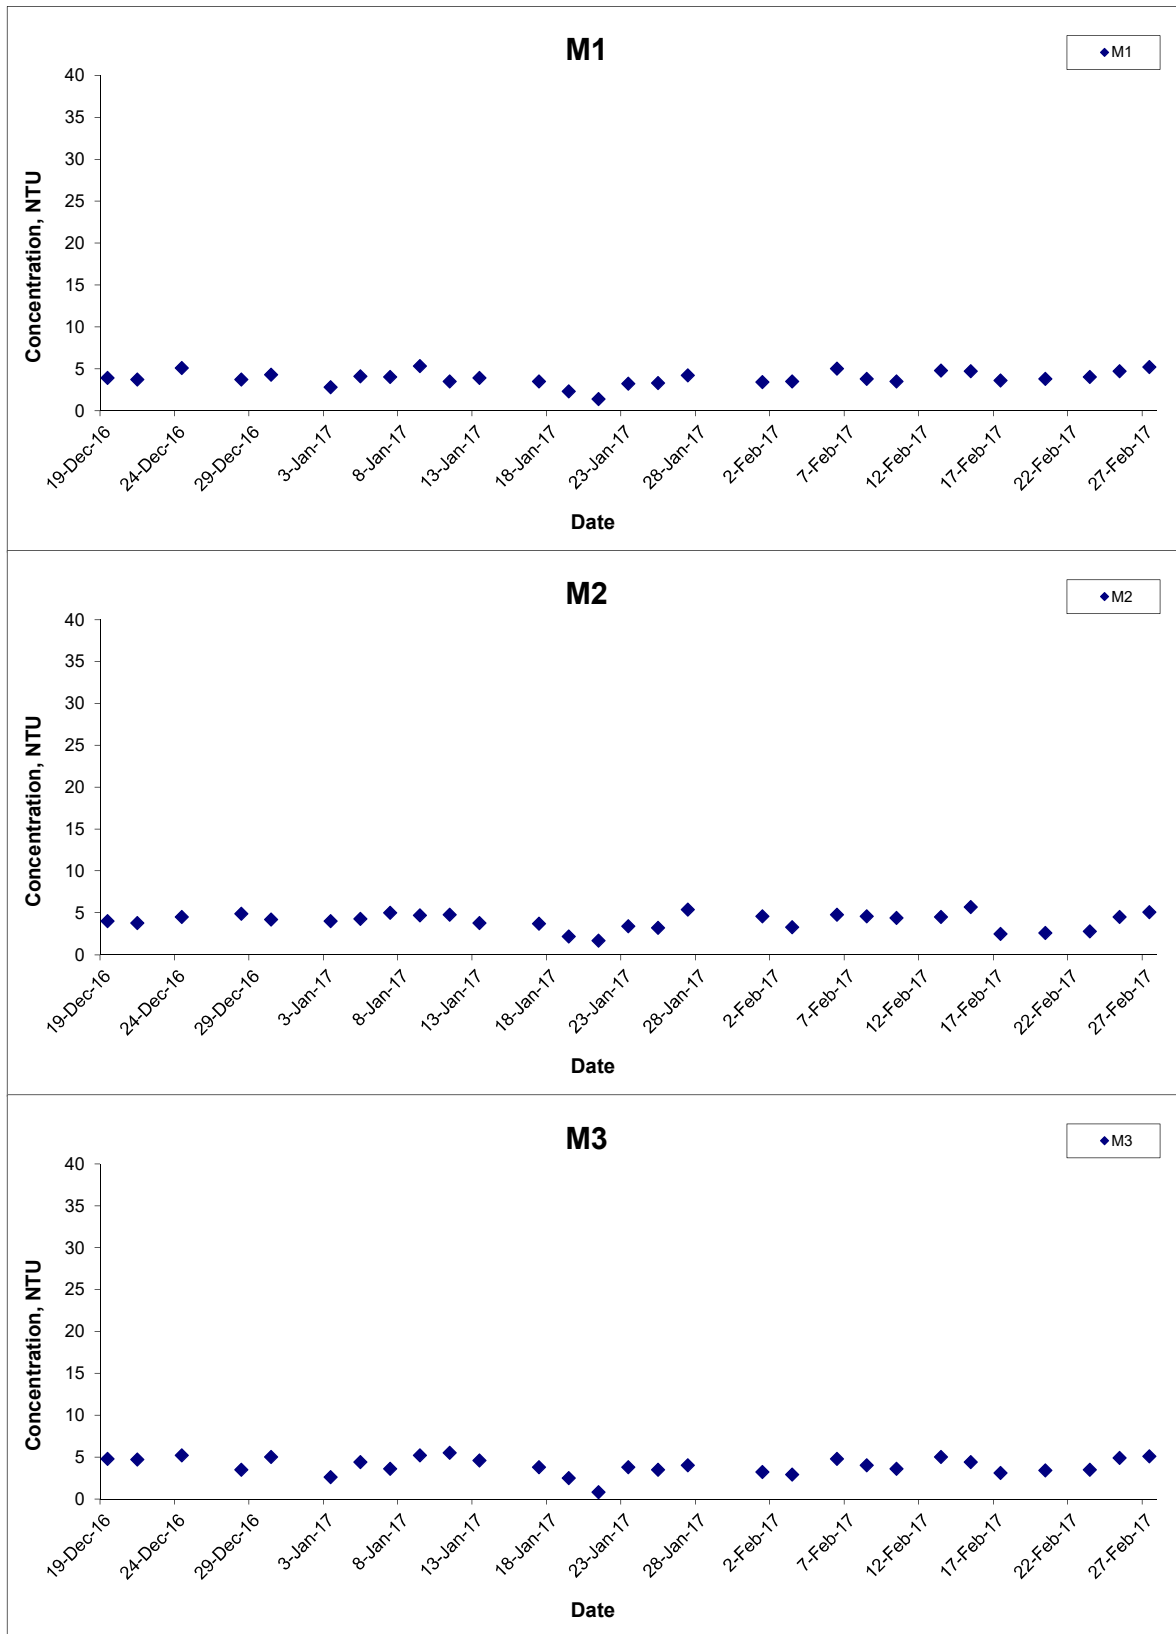 M1
M1
40
35
30
25
20
15
10
5
0
Concentration, NTU
19-Dec-16
24-Dec-16
29-Dec-16
3-Jan-17
8-Jan-17
13-Jan-17
18-Jan-17
23-Jan-17
28-Jan-17
2-Feb-17
7-Feb-17
12-Feb-17
17-Feb-17
22-Feb-17
27-Feb-17
Date
M2
M2
40
35
30
25
20
15
10
5
0
Concentration, NTU
19-Dec-16
24-Dec-16
29-Dec-16
3-Jan-17
8-Jan-17
13-Jan-17
18-Jan-17
23-Jan-17
28-Jan-17
2-Feb-17
7-Feb-17
12-Feb-17
17-Feb-17
22-Feb-17
27-Feb-17
Date
M3
M3
40
35
30
25
20
15
10
5
0
Concentration, NTU
19-Dec-16
24-Dec-16
29-Dec-16
3-Jan-17
8-Jan-17
13-Jan-17
18-Jan-17
23-Jan-17
28-Jan-17
2-Feb-17
7-Feb-17
12-Feb-17
17-Feb-17
22-Feb-17
27-Feb-17
Date